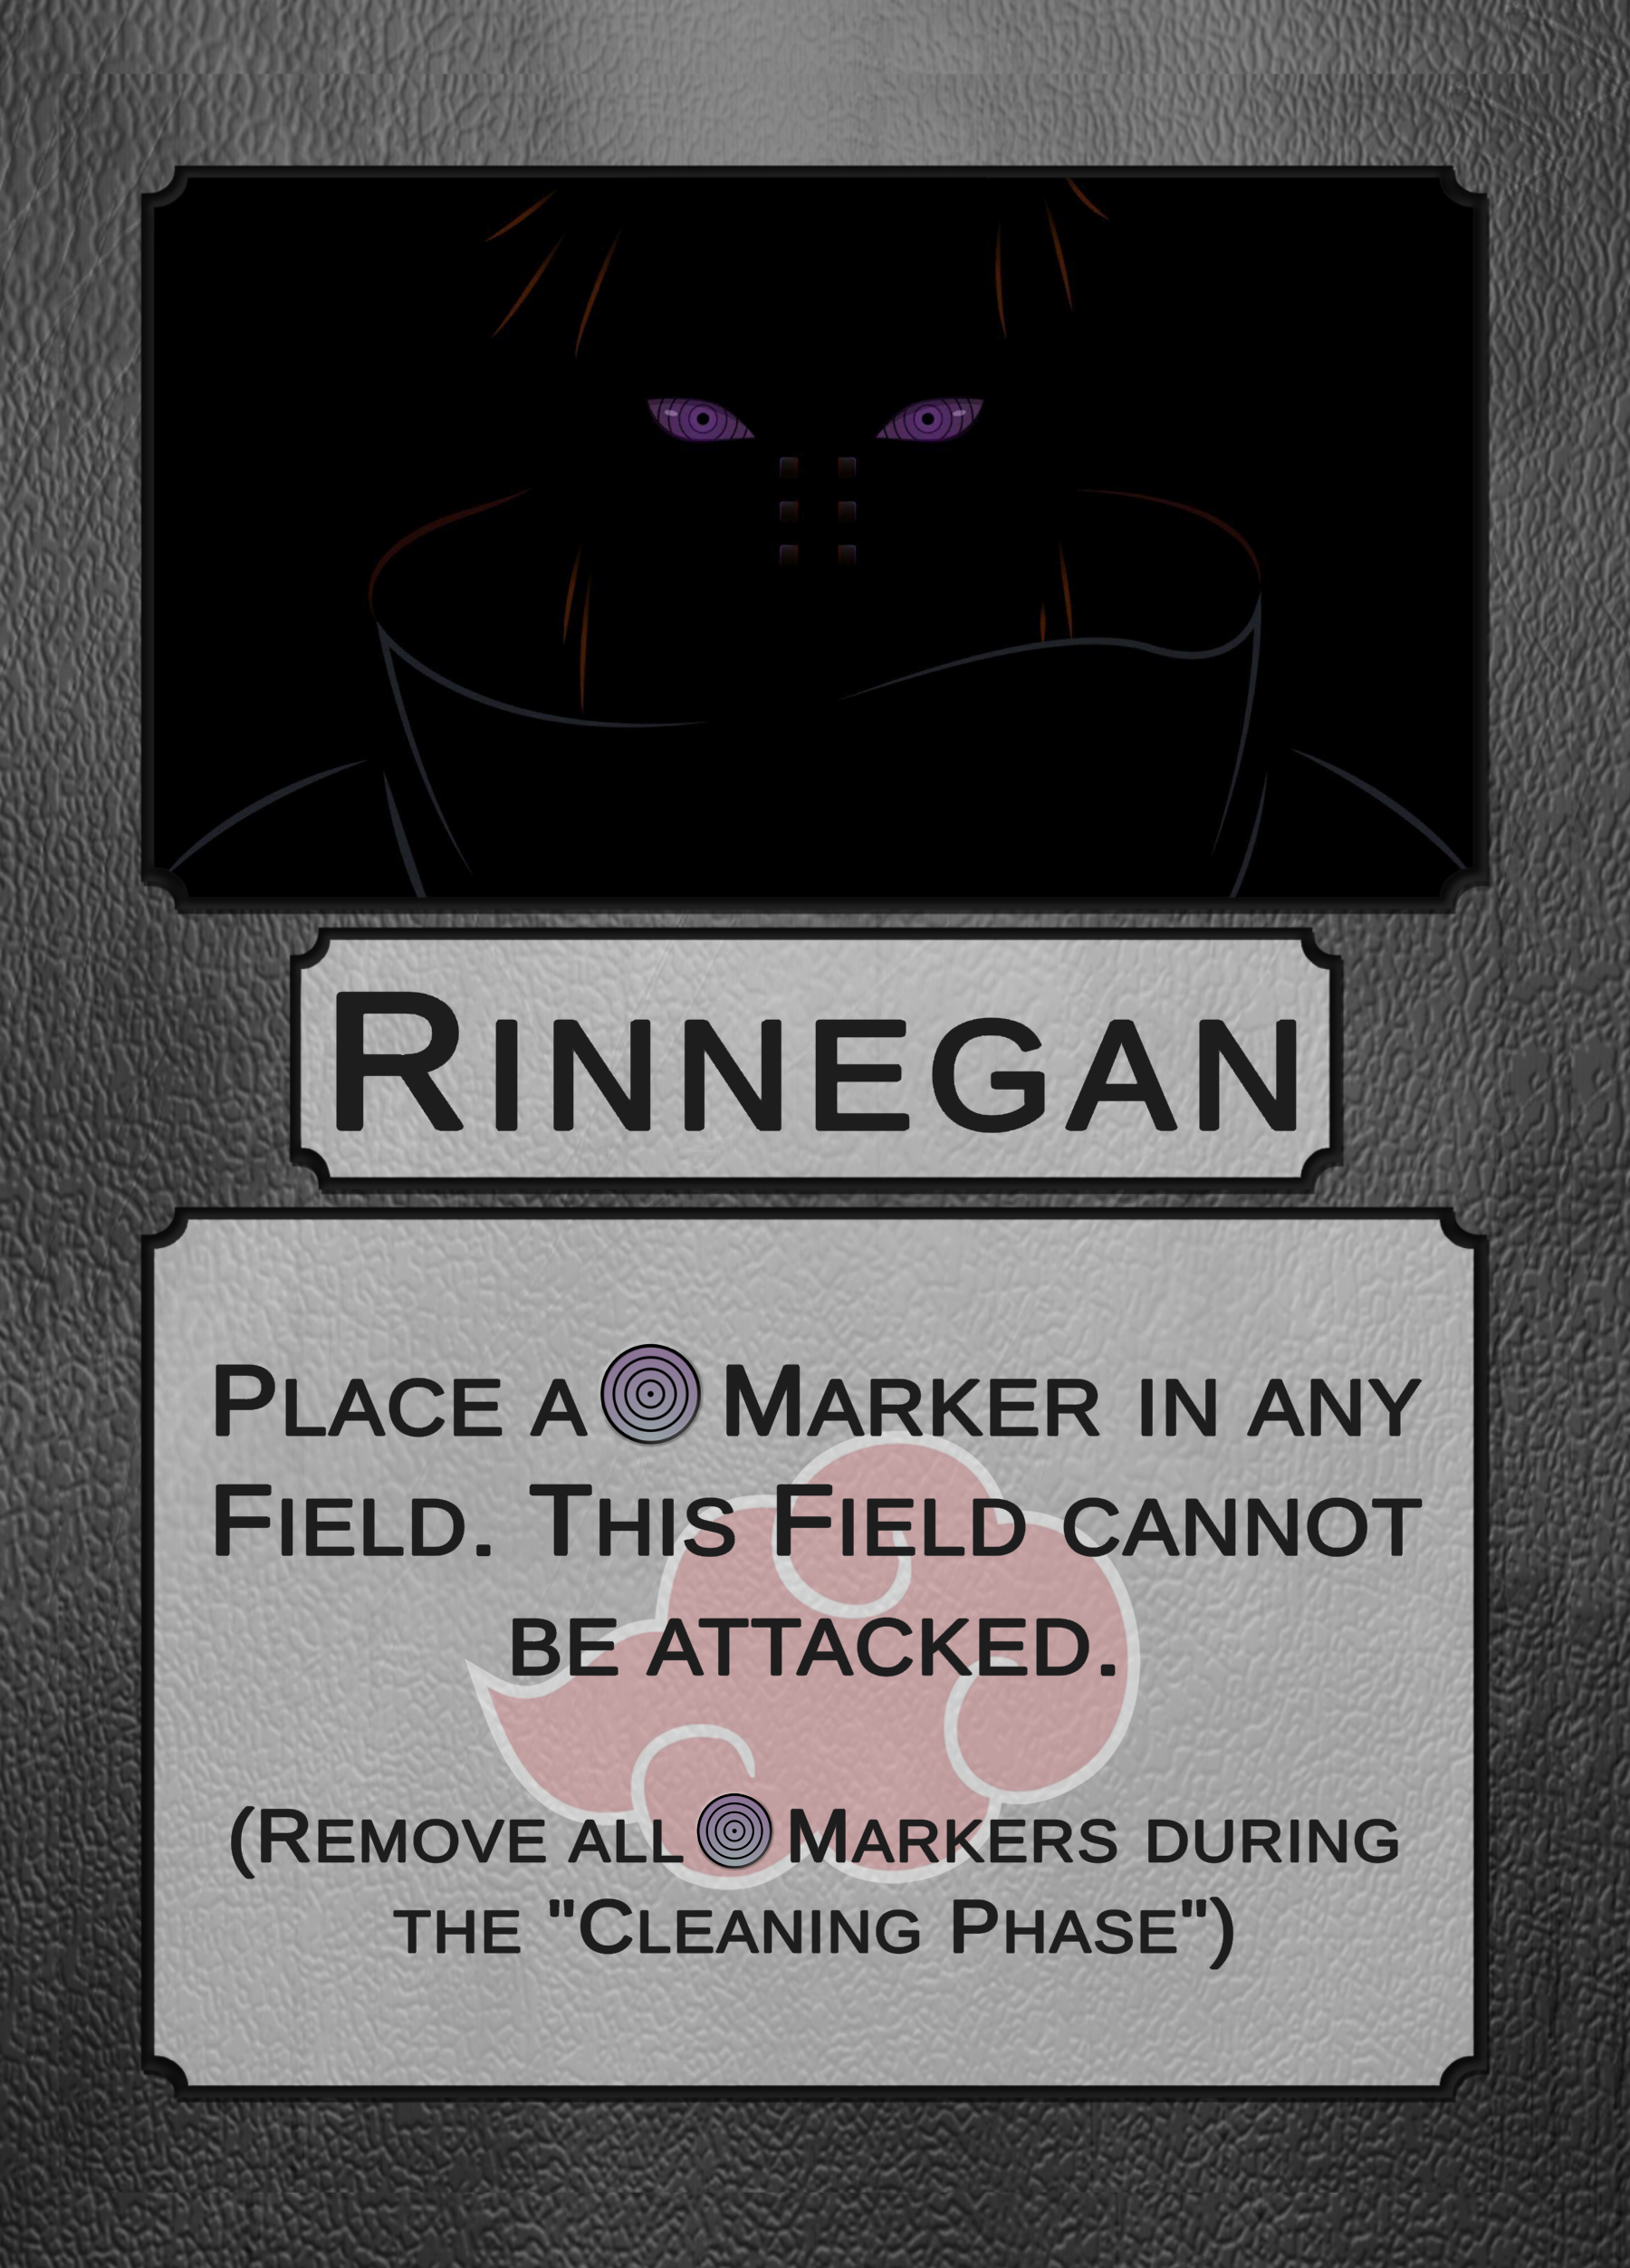 Rinnegan
Place a Marker in any
Field. This Field cannot
be attacked.
(Remove all Markers during
the "Cleaning Phase")